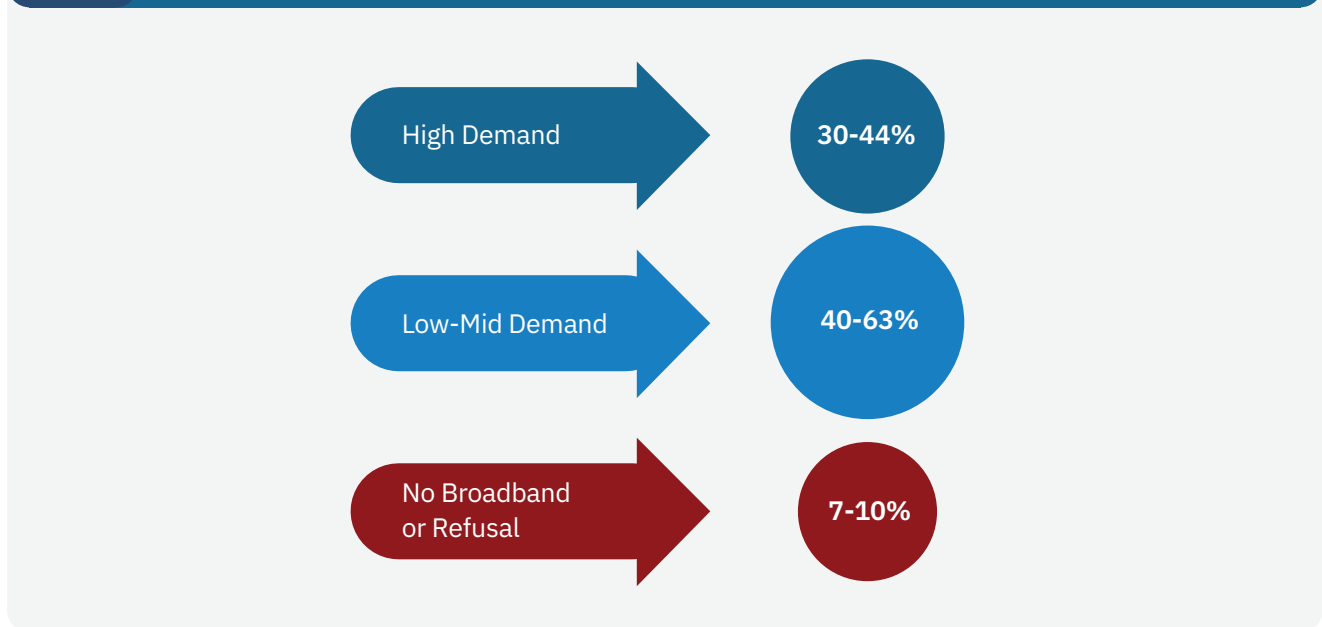 High Demand
30-44%
Low-Mid Demand
40-63%
No Broadband
or Refusal
7-10%